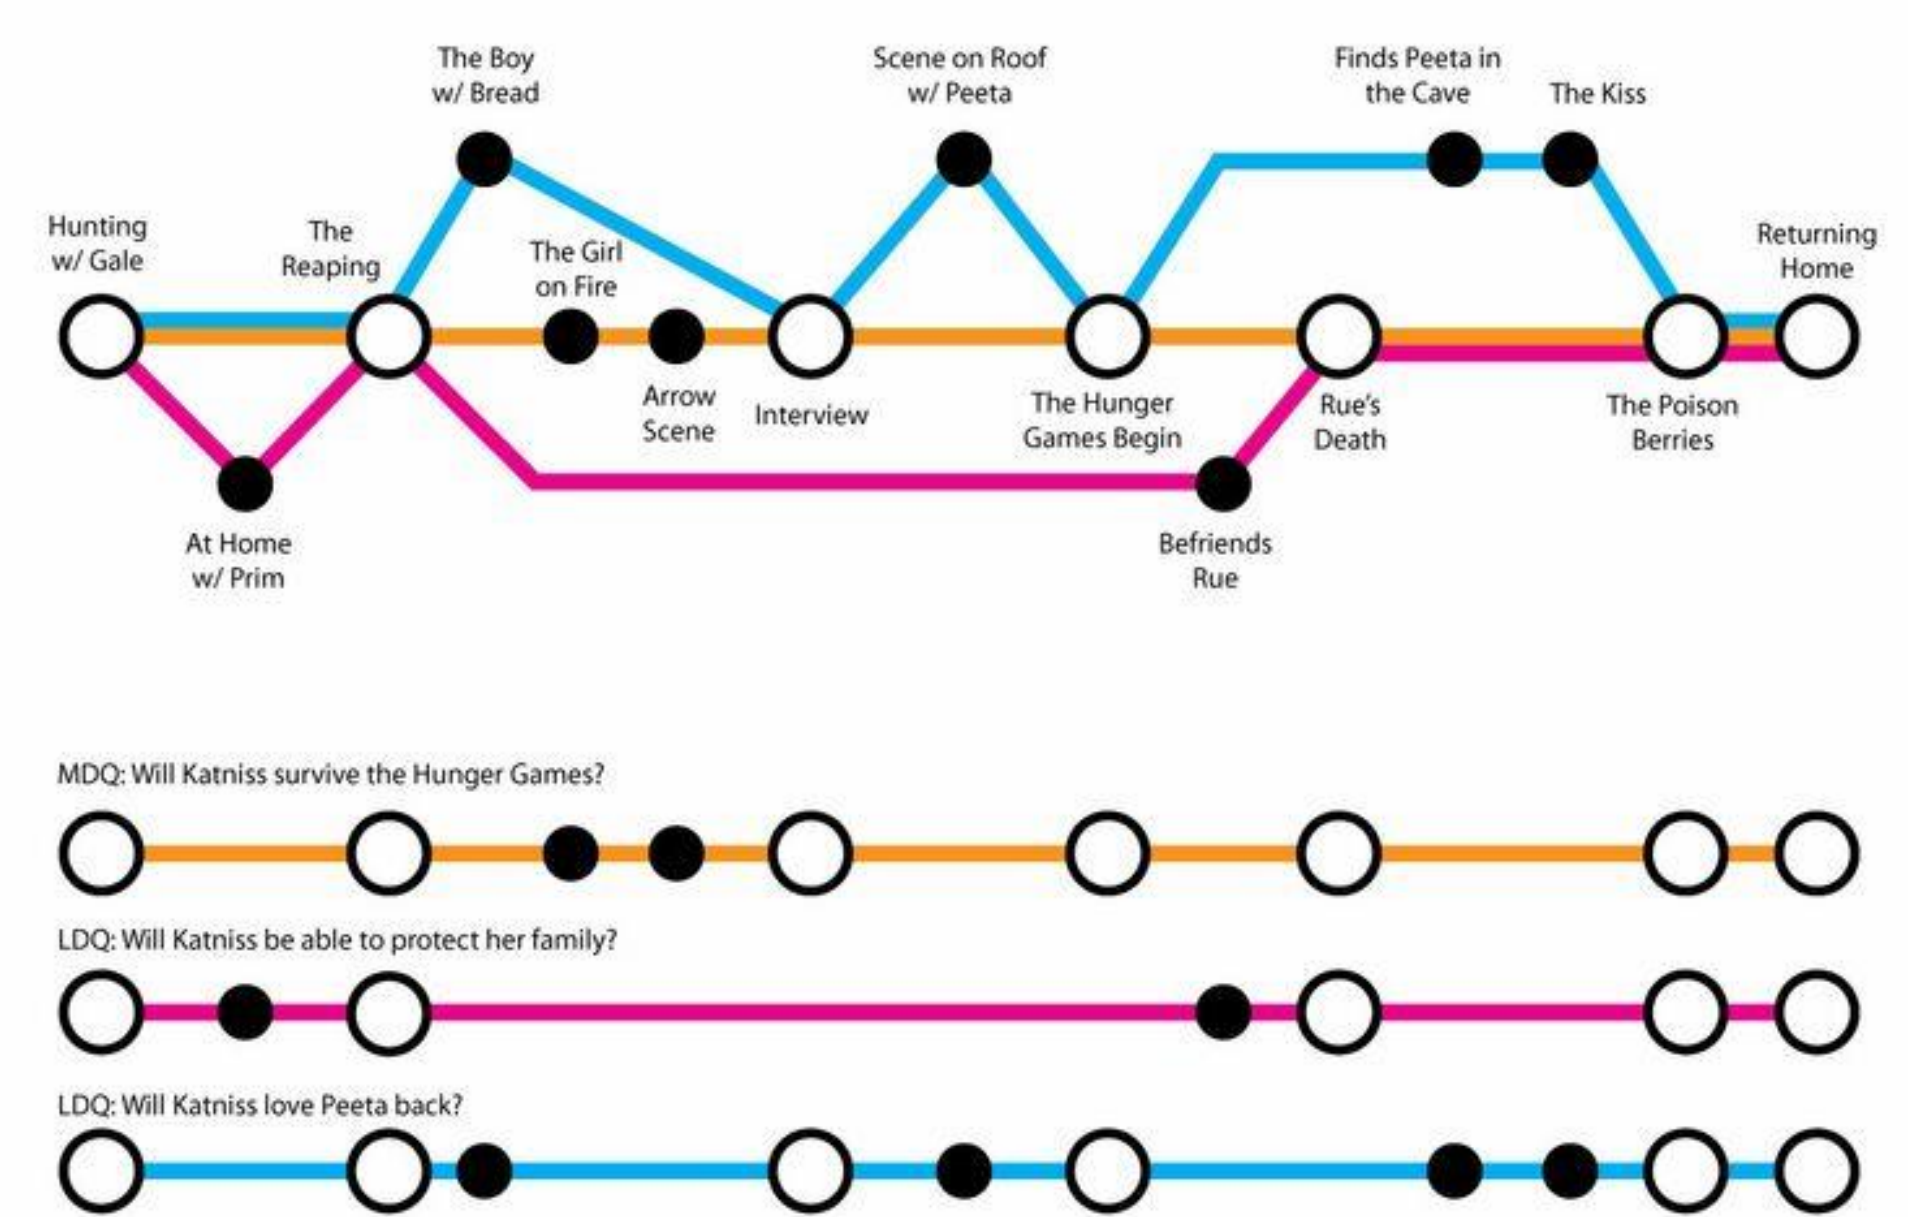 The Boy
w/ Bread
Scene on Roof
w/ Peeta
Finds Peeta in
the Cave
The Kiss
Hunting
w/ Gale
The
Reaping
The Girl
on Fire
Returning
Home
Arrow
Scene
Interview
The Hunger
Games Begin
Rue's
Death
The Poison
Berries
At Home
w/ Prim
Befriends
Rue
MDQ: Will Katniss survive the Hunger Games?
LDQ: Will Katniss be able to protect her family?
LDQ: Will Katniss love Peeta back?